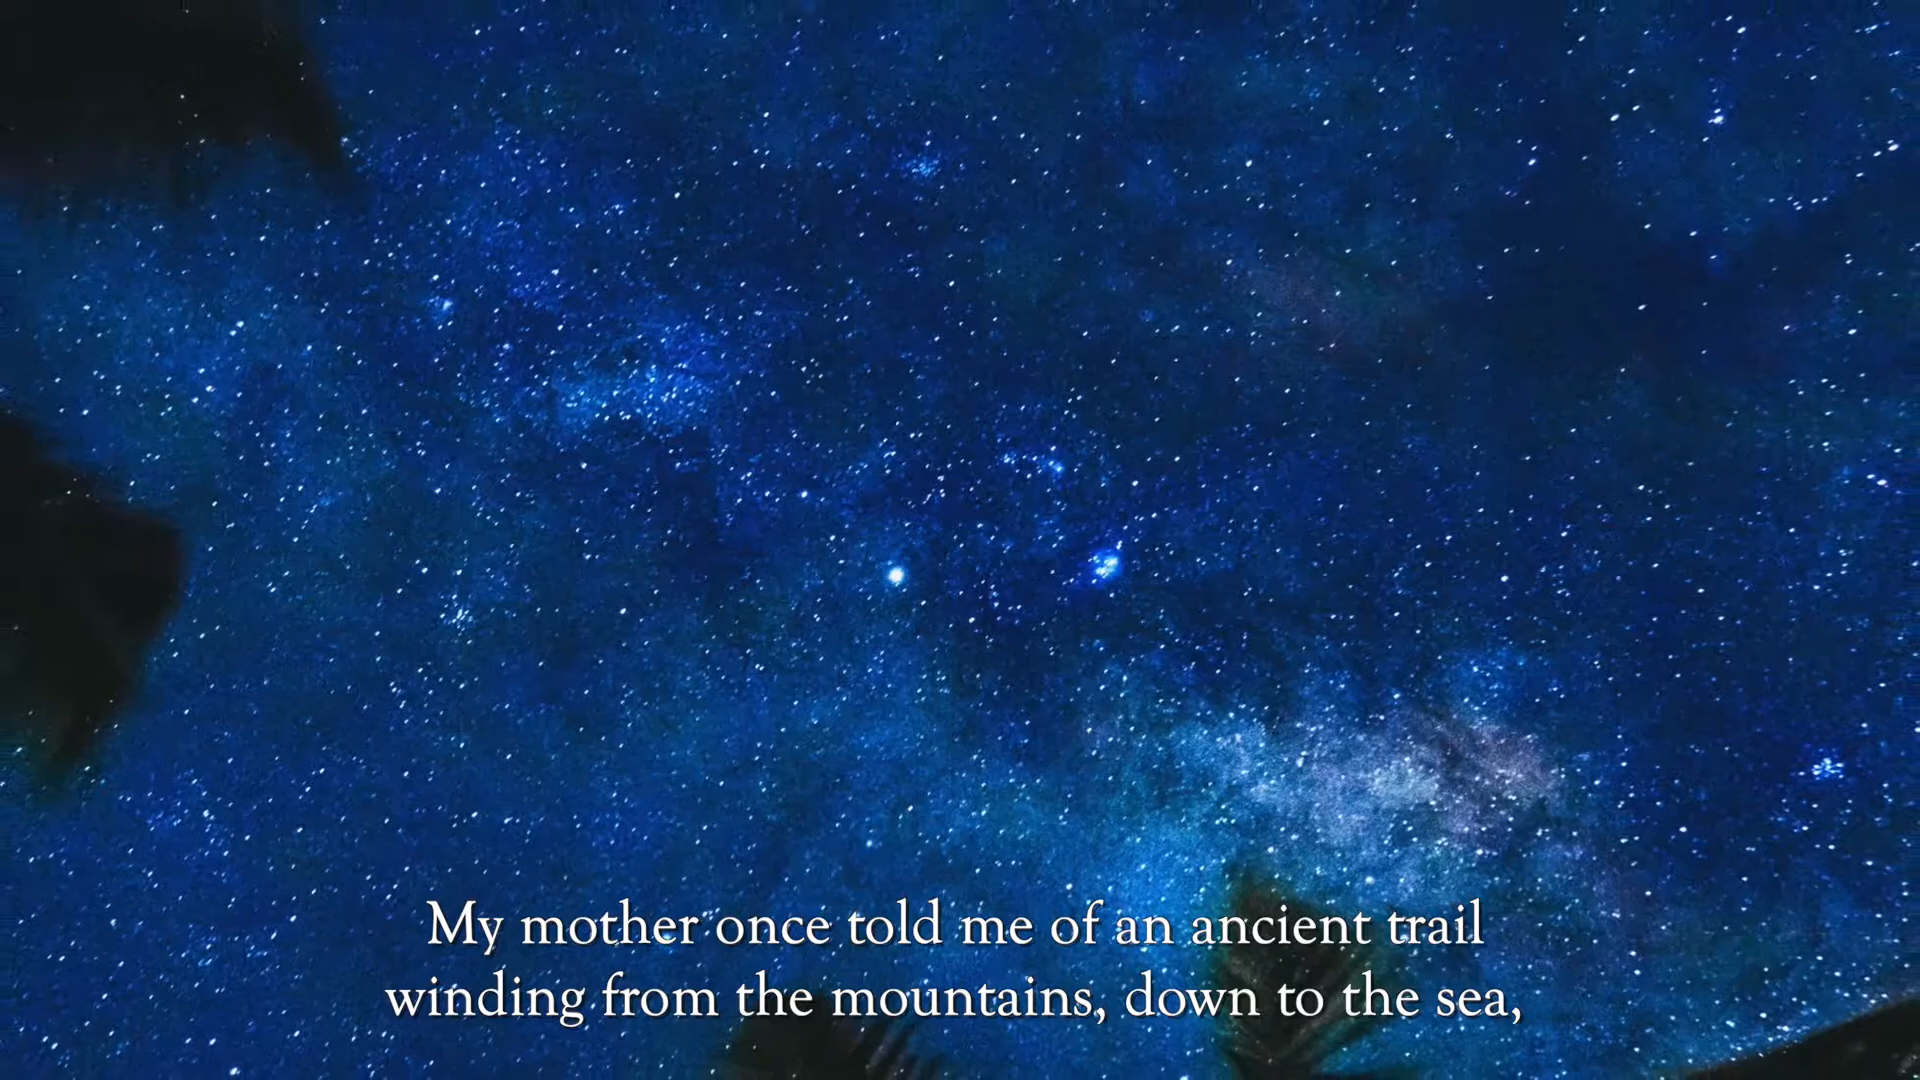 My mother once told me of an ancient trail
winding from the mountains, down to the sea,